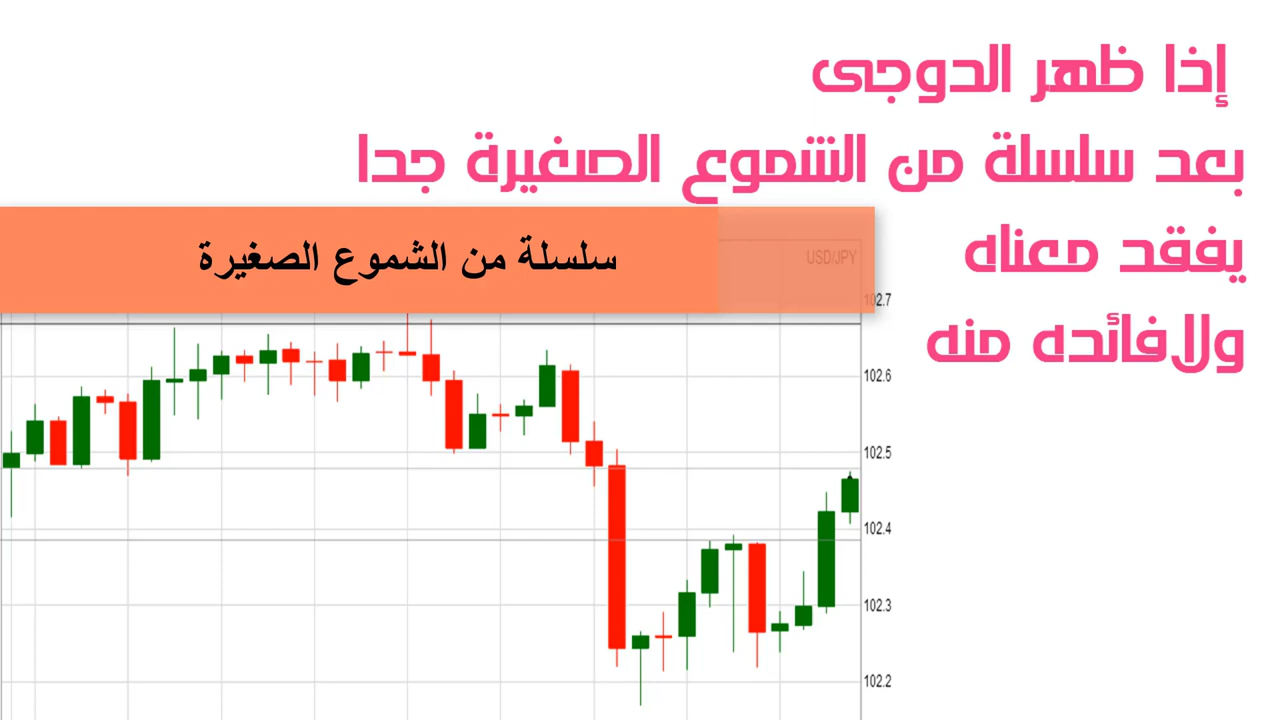 إذا ظهر الدوجى
بعد سلسلة من الشموع الصغيرة جدا
يفقد معناه
ولافائده منه
سلسلة من الشموع الصغيرة
USD/JPY
102.7
102.6
102.5
102.4
102.3
102.2